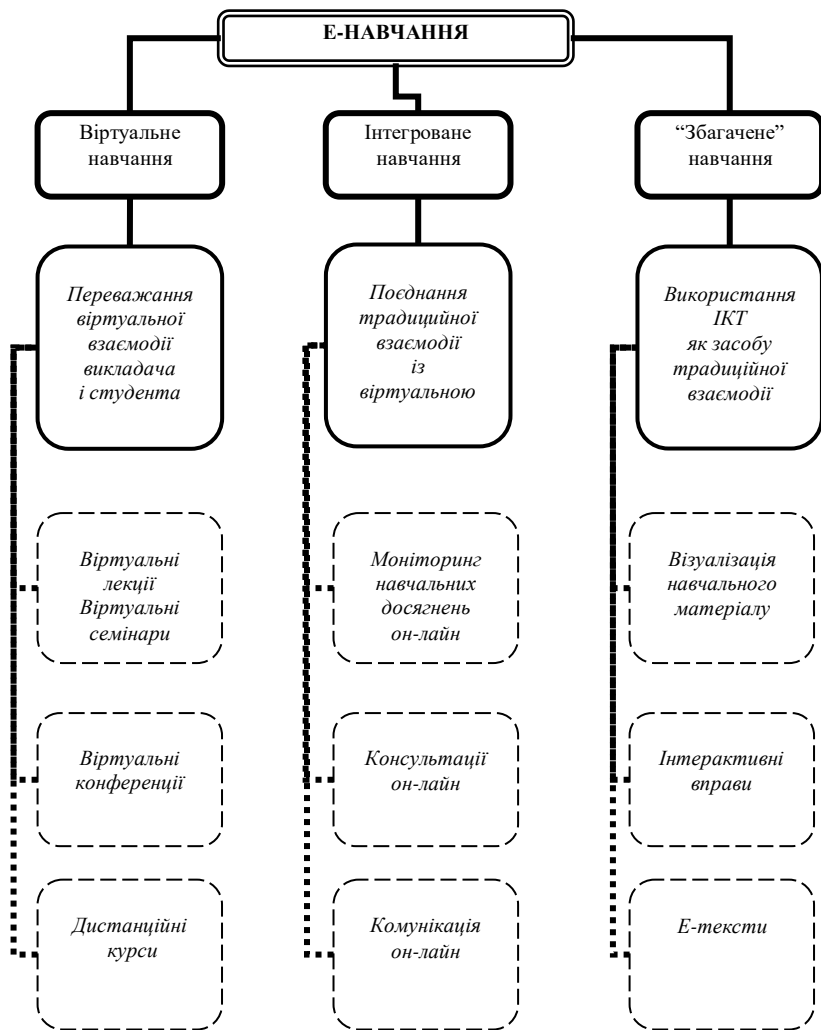 Е-НАВЧАННЯ
Віртуальне
навчання
Інтегроване
навчання
“Збагачене”
навчання
Переважання
віртуальної
взаємодії
викладача
і студента
Поєднання
традиционной
взаємодії
із
віртуальною
Використання
ІКТ
як засобу
традиційної
взаємодії
Віртуальні
лекції
Віртуальні
семінари
Моніторинг
навчальних
досягнень
он-лайн
Візуалізація
навчального
матеріалу
Віртуальні
конференції
Консультації
он-лайн
Інтерактивні
вправи
Дистанційні
курси
Комунікація
он-лайн
Е-тексти